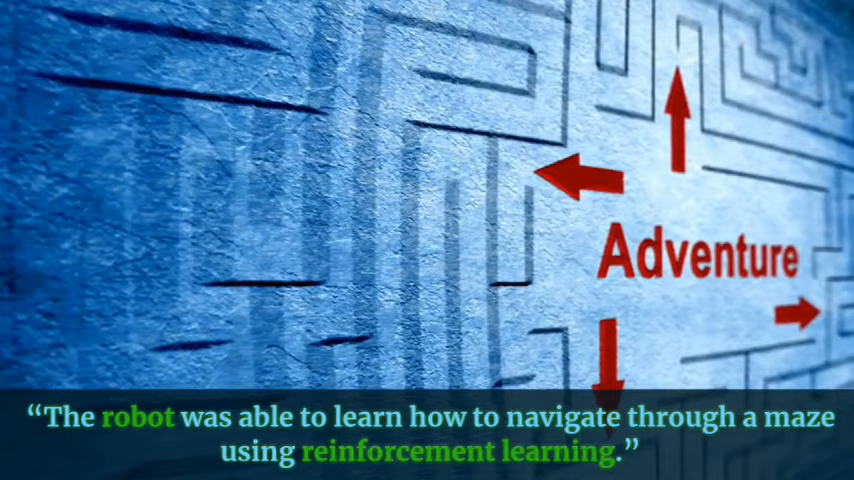 Adventure
“The robot was able to learn how to navigate through a maze
using reinforcement learning.”